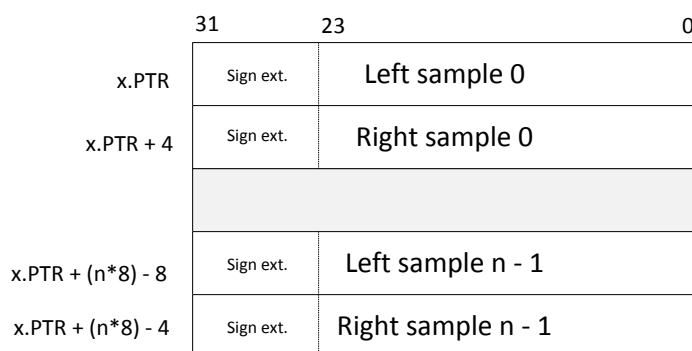 31 23 0
x.PTR Sign ext. Left sample 0
x.PTR + 4 Sign ext. Right sample 0
x.PTR + (n*8) - 8 Sign ext. Left sample n - 1
x.PTR + (n*8) - 4 Sign ext. Right sample n - 1